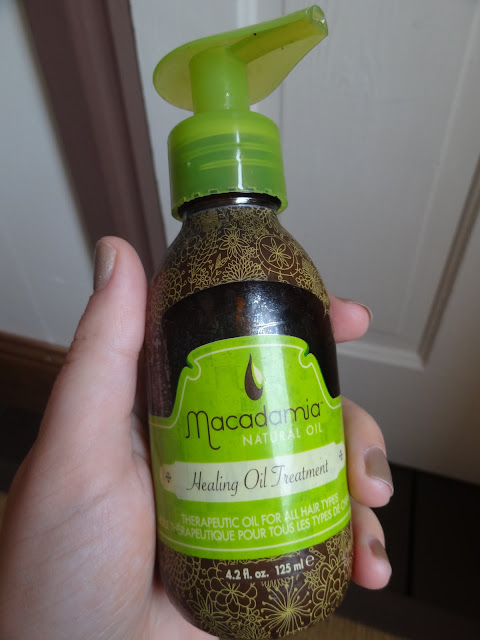 Macadamia
NATURAL OIL
Healing Oil Treatment
THERAPEUTIC OIL FOR ALL HAIR TYPES
THÉRAPEUTIQUE POUR TOUS LES TYPES DE
4.2 fl. oz. 125 ml e